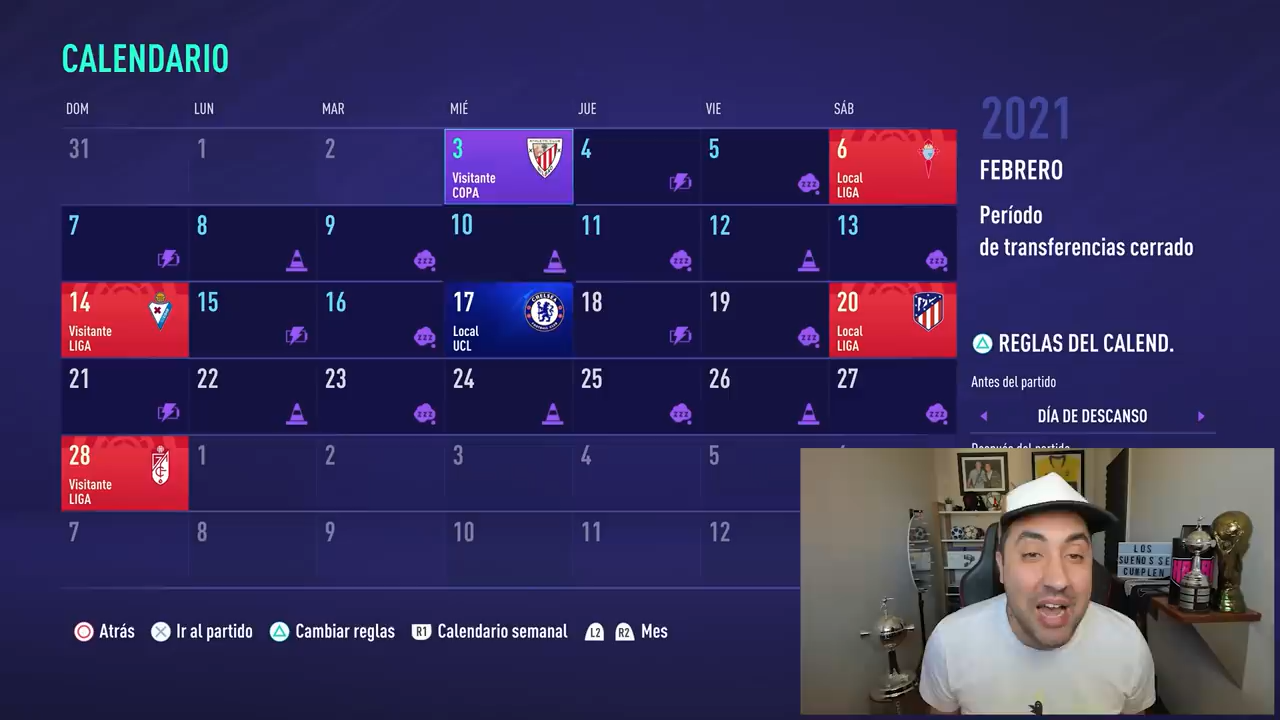 CALENDARIO
DOM LUN MAR MIÉ JUE VIE SÁB
31 1 2 3 4 5 6
Visitante Local
COPA LIGA
7 8 9 10 11 12 13
14 15 16 17 18 19 20
Visitante Local Local
LIGA UCL LIGA
21 22 23 24 25 26 27
28 1 2 3 4 5
Visitante
LIGA
7 8 9 10 11 12
2021
FEBRERO
Período
de transferencias cerrado
REGLAS DEL CALEND.
Antes del partido
DÍA DE DESCANSO
Después del partido
LOS
SUEÑOS SE
CUMPLEN
Atrás Ir al partido Cambiar reglas R1 Calendario semanal L2 R2 Mes